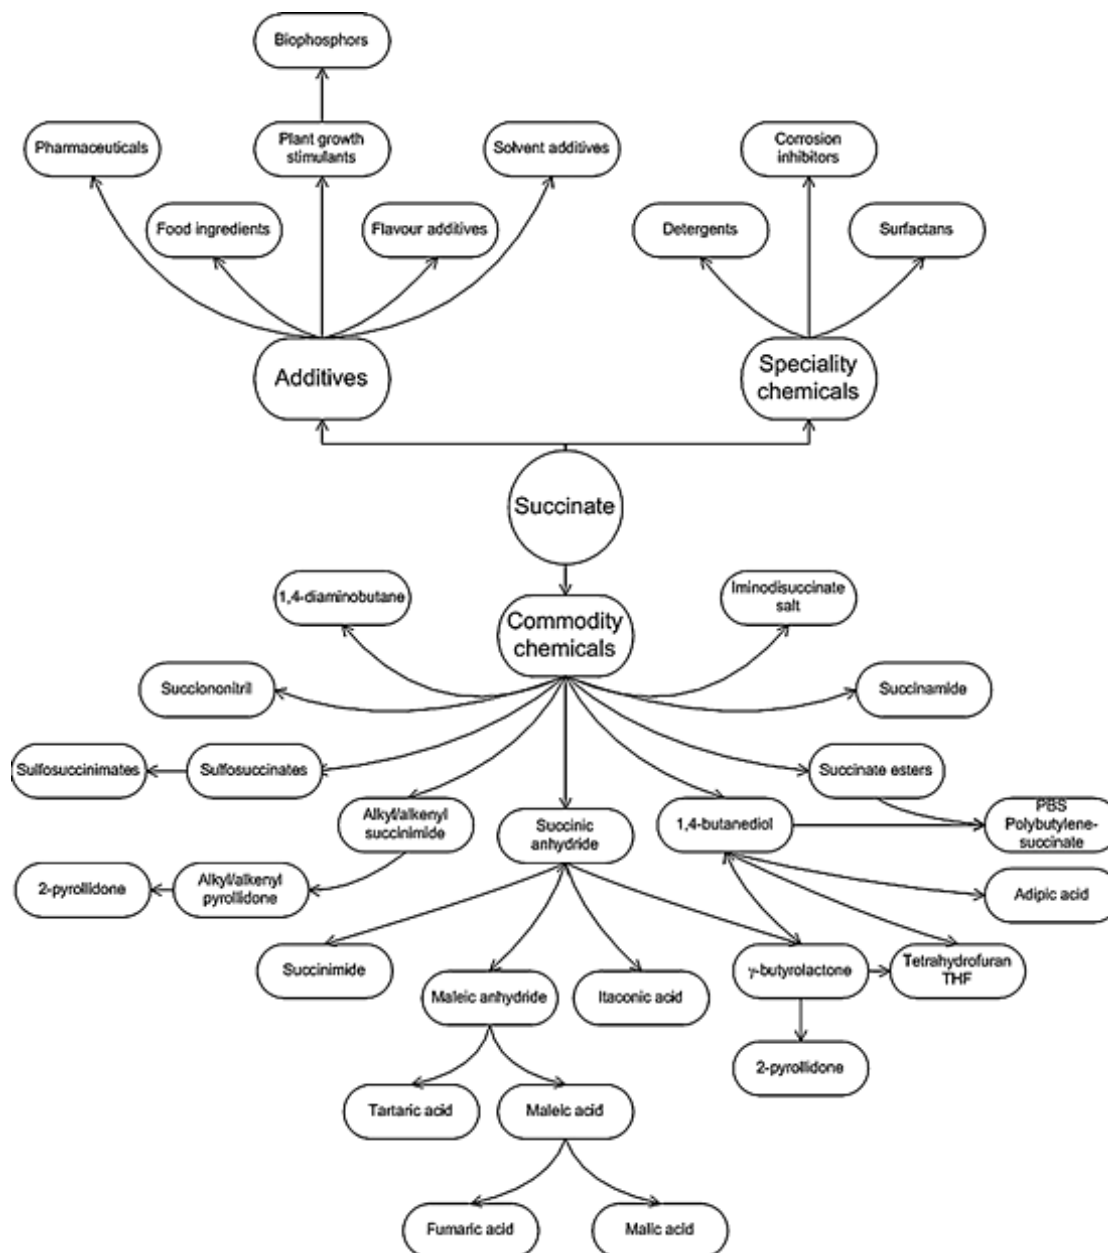 Biophosphors
Pharmaceuticals
Plant growth
stimulants
Solvent additives
Corrosion
inhibitors
Food ingredients
Flavour additives
Detergents
Surfactans
Additives
Speciality
chemicals
Succinate
1,4-diaminobutane
Commodity
chemicals
Iminodisuccinate
salt
Succiononitril
Succinamide
Sulfosuccinimates
Sulfosuccinates
Succinate esters
Alkyl/alkenyl
succinimide
Succinic
anhydride
1,4-butanediol
PBS
Polybutylene-
succinate
2-pyrollidone
Alkyl/alkenyl
pyrollidone
Adipic acid
Succinimide
Maleic anhydride
Itaconic acid
γ-butyrolactone
Tetrahydrofuran
THF
2-pyrollidone
Tartaric acid
Maleic acid
Fumaric acid
Malic acid